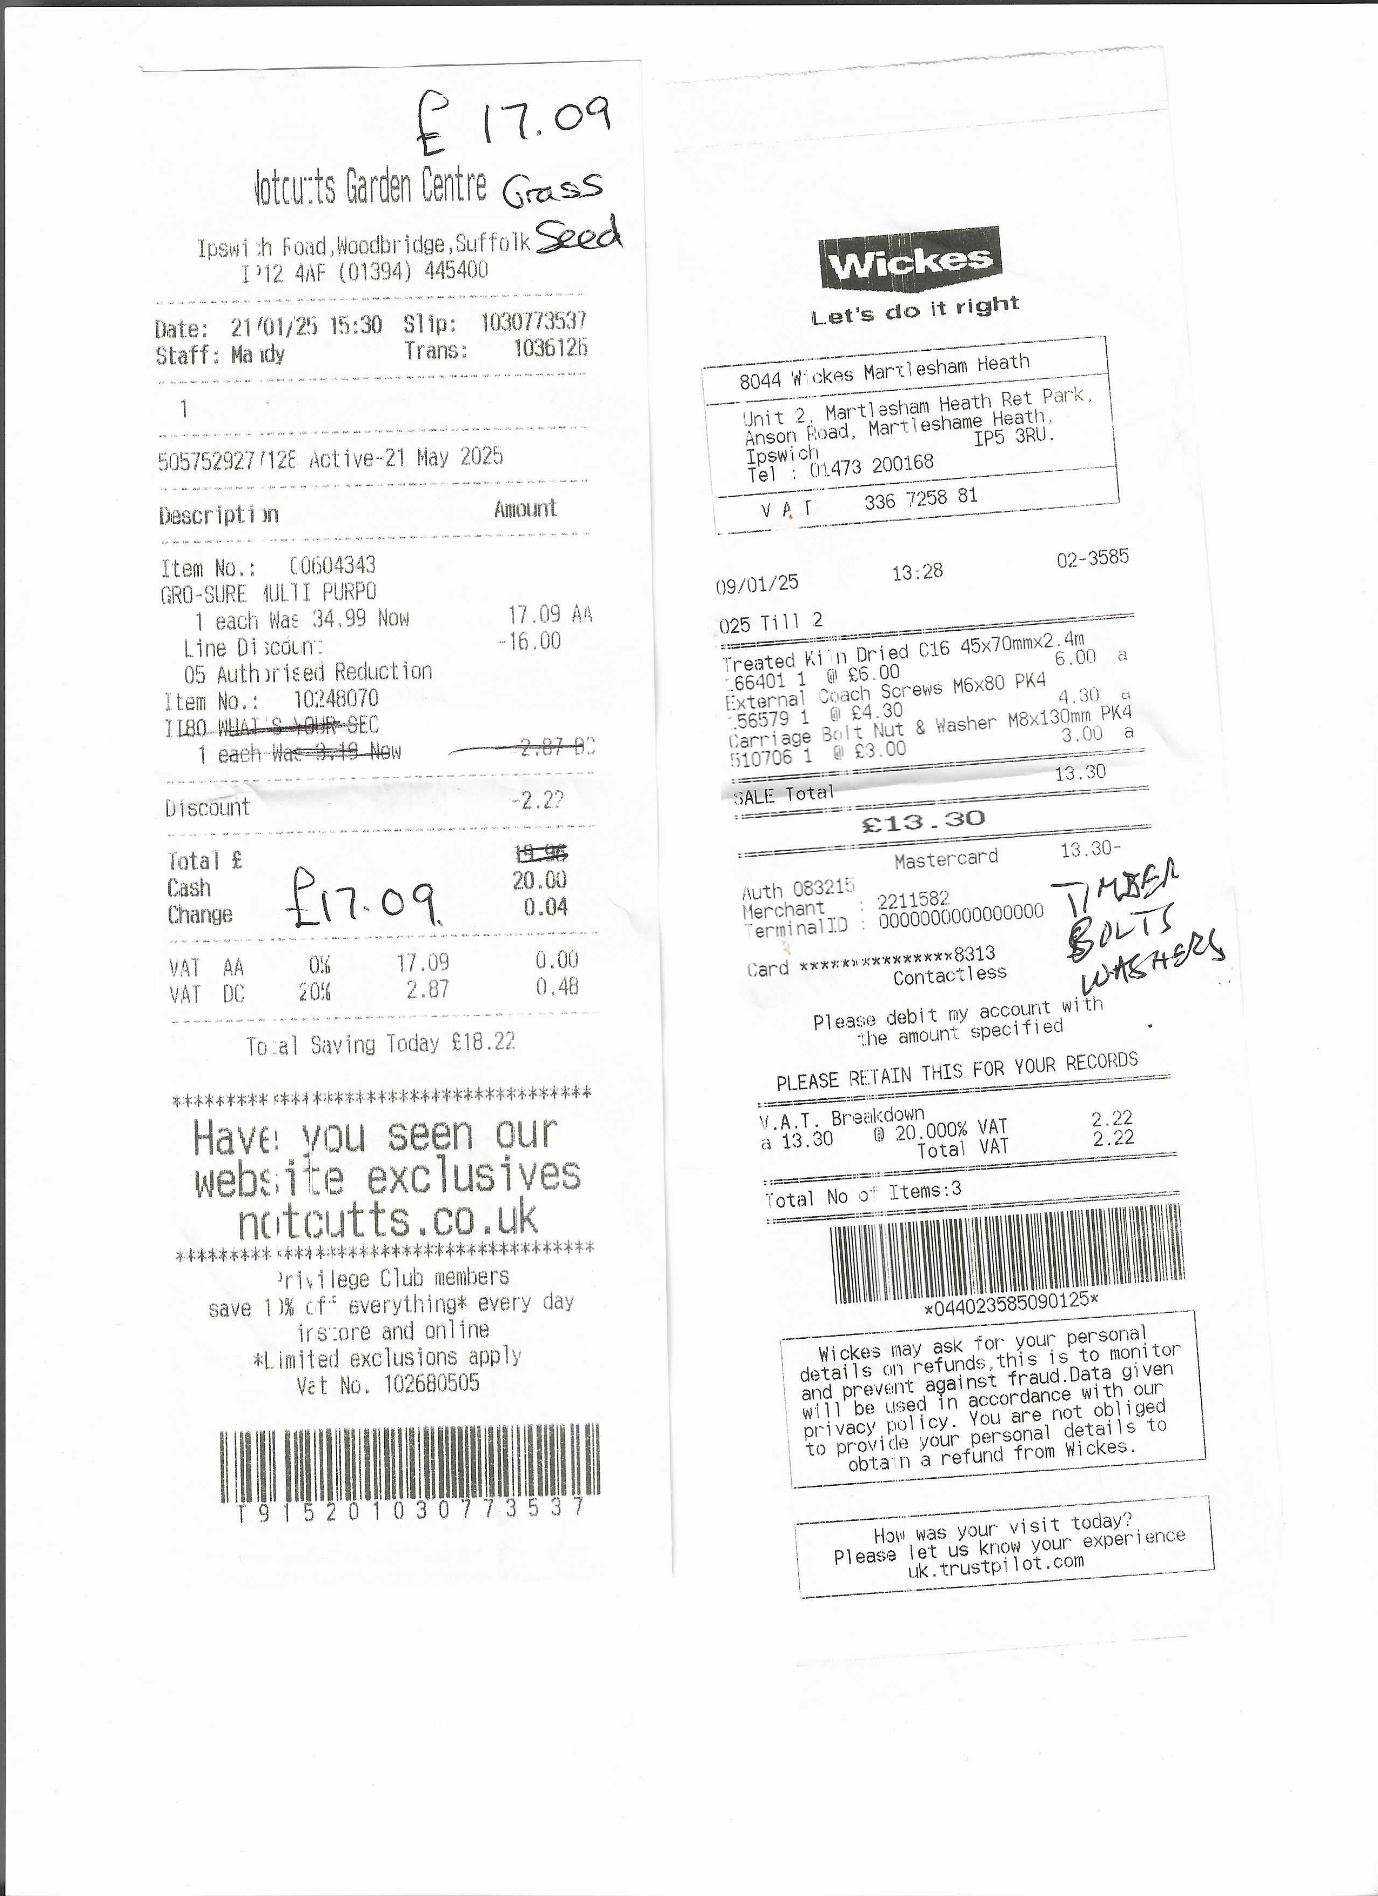 £ 17.09
Notcutts Garden Centre Grass
Seed
Ipswich Road,Woodbridge,Suffolk
IP12 4AF (01394) 445400
Date: 21/01/25 15:30 Slip: 1030773537
Staff: Mandy Trans: 1036126
1
Active-21 May 2025
Description Amount
Item No.: 00604343
GRO-SURE MULTI PURPO
1 each Was 34.99 Now 17.09 AA
Line Discount -16.00
05 Authorised Reduction
Item No.: 10248070
WHAT'S YOUR SEC
1 each Was 3.19 Now 2.87 DC
Discount -2.22
Total £ 19.96
Cash £17.09. 20.00
Change 0.04
VAT AA 0% 17.09 0.00
VAT DC 20% 2.87 0.48
Total Saving Today £18.22
****************************************
Have you seen our
website exclusives
notcutts.co.uk
****************************************
Privilege Club members
save 10% off everything* every day
instore and online
*Limited exclusions apply
Vat No. 102680505
T915201030773537
Wickes
Let's do it right
8044 Wickes Martlesham Heath
Unit 2, Martlesham Heath Ret Park,
Anson Road, Martleshame Heath,
Ipswich IP5 3RU.
Tel : 01473 200168
V A T 336 7258 81
09/01/25 13:28 02-3585
025 Till 2
Treated Kiln Dried C16 45x70mmx2.4m
166401 1 @ £6.00 6.00 a
External Coach Screws M6x80 PK4
156579 1 @ £4.30 4.30 a
Carriage Bolt Nut & Washer M8x130mm PK4
510706 1 @ £3.00 3.00 a
SALE Total 13.30
£13.30
Mastercard 13.30-
Auth 083215
Merchant : 2211582
TerminalID : 0000000000000000
TIMBER
BOLTS
WASHERS
Card ****************8313
Contactless
Please debit my account with
the amount specified
PLEASE RETAIN THIS FOR YOUR RECORDS
V.A.T. Breakdown
a 13.30 @ 20.000% VAT 2.22
Total VAT 2.22
Total No of Items:3
*044023585090125*
Wickes may ask for your personal
details on refunds,this is to monitor
and prevent against fraud.Data given
will be used in accordance with our
privacy policy. You are not obliged
to provide your personal details to
obtain a refund from Wickes.
How was your visit today?
Please let us know your experience
uk.trustpilot.com